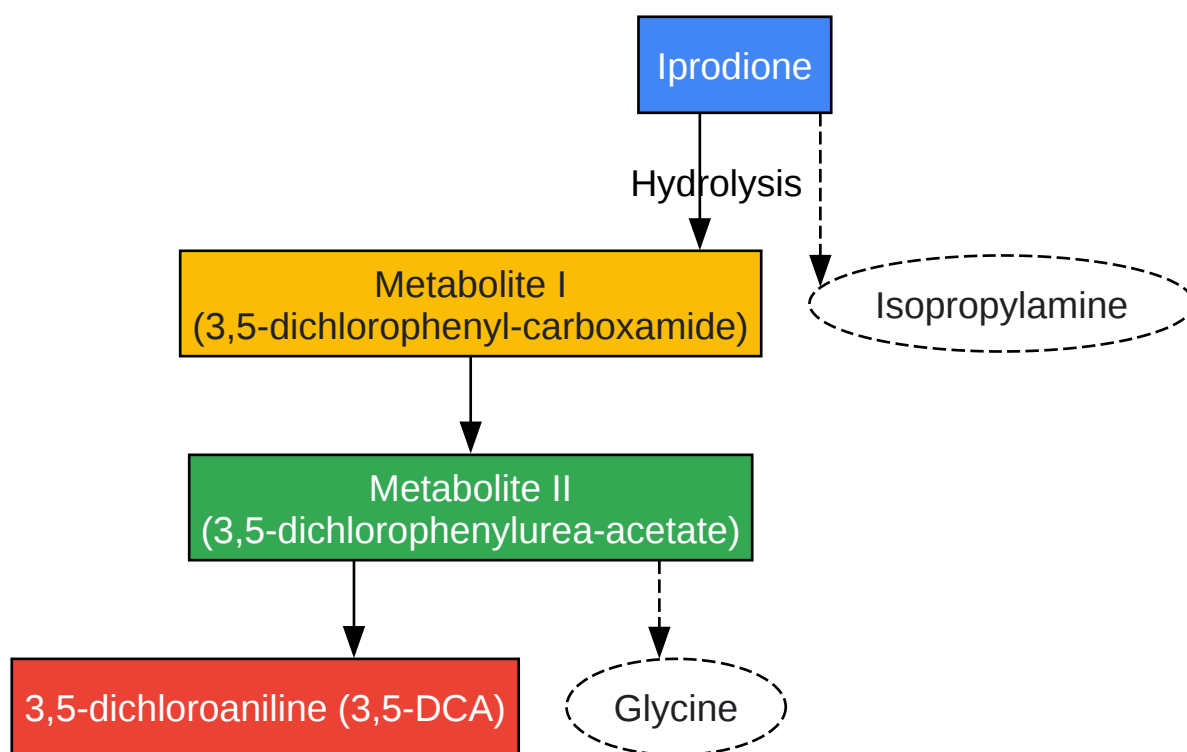 Iprodione
Hydrolysis
Metabolite I
(3,5-dichlorophenyl-carboxamide)
Isopropylamine
Metabolite II
(3,5-dichlorophenylurea-acetate)
3,5-dichloroaniline (3,5-DCA)
Glycine